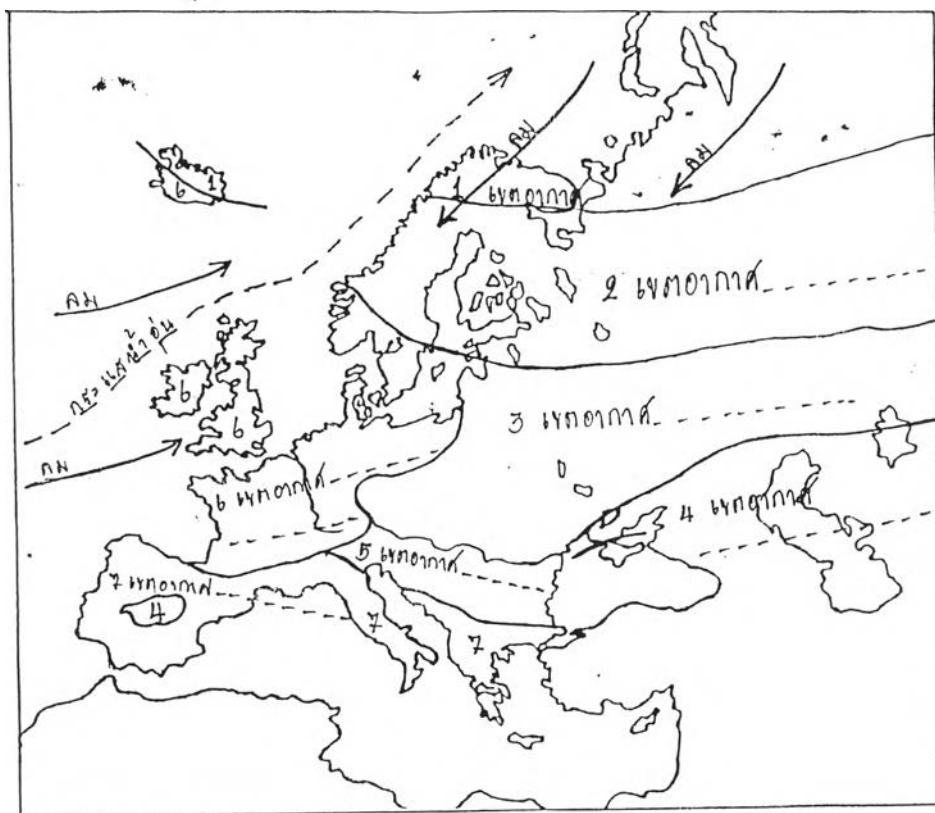 ลม
ลม
6 1
1 เขตอากาศ
ลม
2 เขตอากาศ
กระแสน้ำอุ่น
6
6
6
ลม
3 เขตอากาศ
6 เขตอากาศ
4 เขตอากาศ
5 เขตอากาศ
7 เขตอากาศ
4
7
7